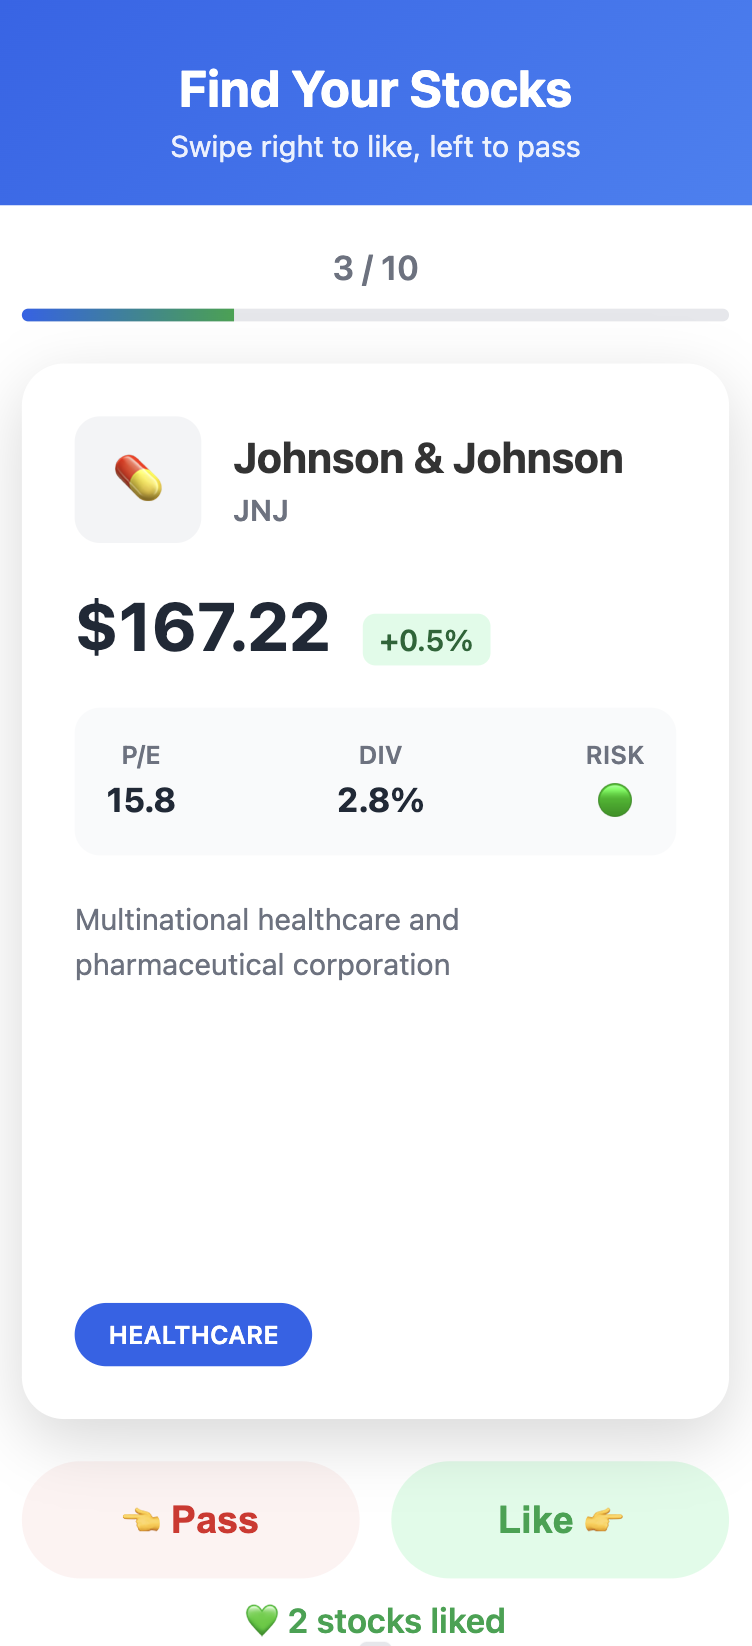 Find Your Stocks
Swipe right to like, left to pass
3 / 10
Johnson & Johnson
JNJ
$167.22 +0.5%
P/E DIV RISK
15.8 2.8%
Multinational healthcare and
pharmaceutical corporation
HEALTHCARE
Pass Like
2 stocks liked